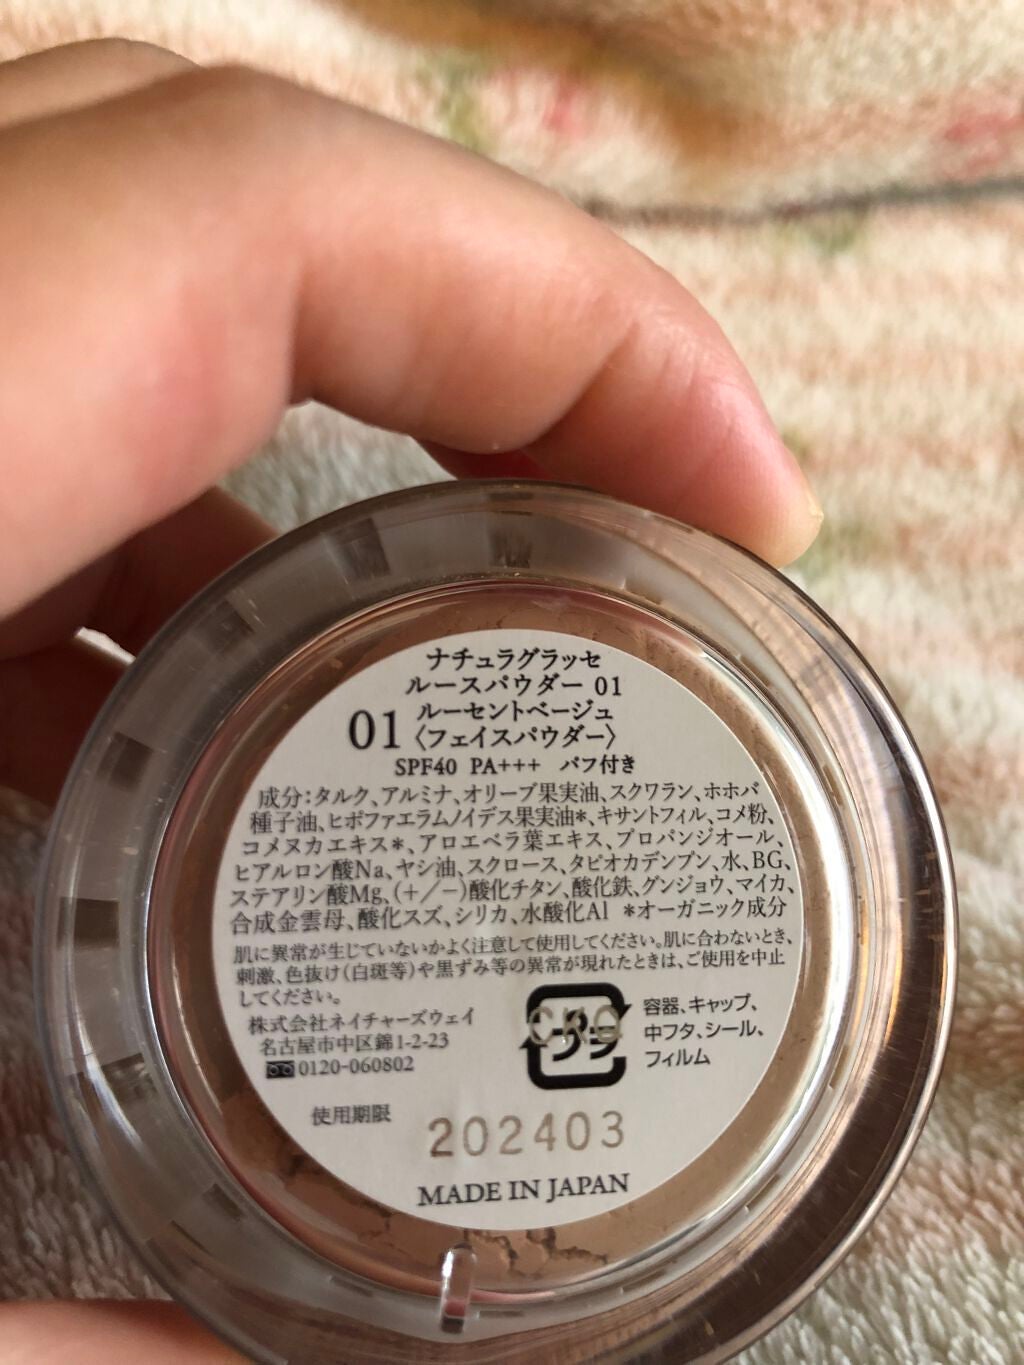 ナチュラグラッセ
ルースパウダー 01
01 ルーセントベージュ
〈フェイスパウダー〉
SPF40 PA+++ パフ付き
成分:タルク、アルミナ、オリーブ果実油、スクワラン、ホホバ
種子油、ヒポファエラムノイデス果実油*、キサントフィル、コメ粉、
コメヌカエキス*、アロエベラ葉エキス、プロパンジオール、
ヒアルロン酸Na、ヤシ油、スクロース、タピオカデンプン、水、BG、
ステアリン酸Mg、(+/−)酸化チタン、酸化鉄、グンジョウ、マイカ、
合成金雲母、酸化スズ、シリカ、水酸化Al *オーガニック成分
肌に異常が生じていないかよく注意して使用してください。肌に合わないとき、
刺激、色抜け(白斑等)や黒ずみ等の異常が現れたときは、ご使用を中止
してください。
株式会社ネイチャーズウェイ
名古屋市中区錦1-2-23
0120-060802
プラ
CKO
容器、キャップ、
中フタ、シール、
フィルム
使用期限
202403
MADE IN JAPAN